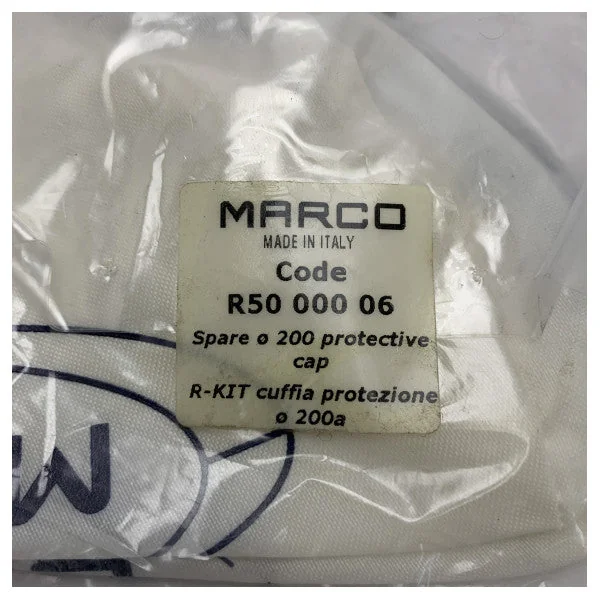 MARCO
MADE IN ITALY
Code
R50 000 06
Spare ø 200 protective
cap
R-KIT cuffia protezione
ø 200a
M